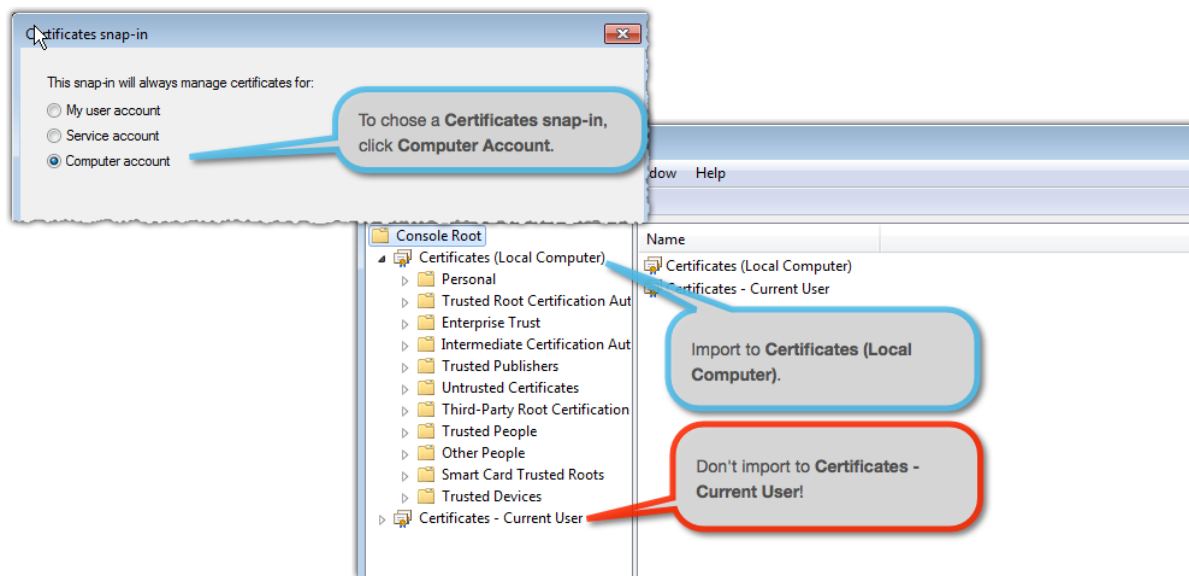 Certificates snap-in
This snap-in will always manage certificates for:
My user account
Service account
Computer account
To chose a Certificates snap-in,
click Computer Account.
dow Help
Console Root
Certificates (Local Computer)
Personal
Trusted Root Certification Aut
Enterprise Trust
Intermediate Certification Aut
Trusted Publishers
Untrusted Certificates
Third-Party Root Certification
Trusted People
Other People
Smart Card Trusted Roots
Trusted Devices
Certificates - Current User
Name
Certificates (Local Computer)
Certificates - Current User
Import to Certificates (Local
Computer).
Don't import to Certificates -
Current User!